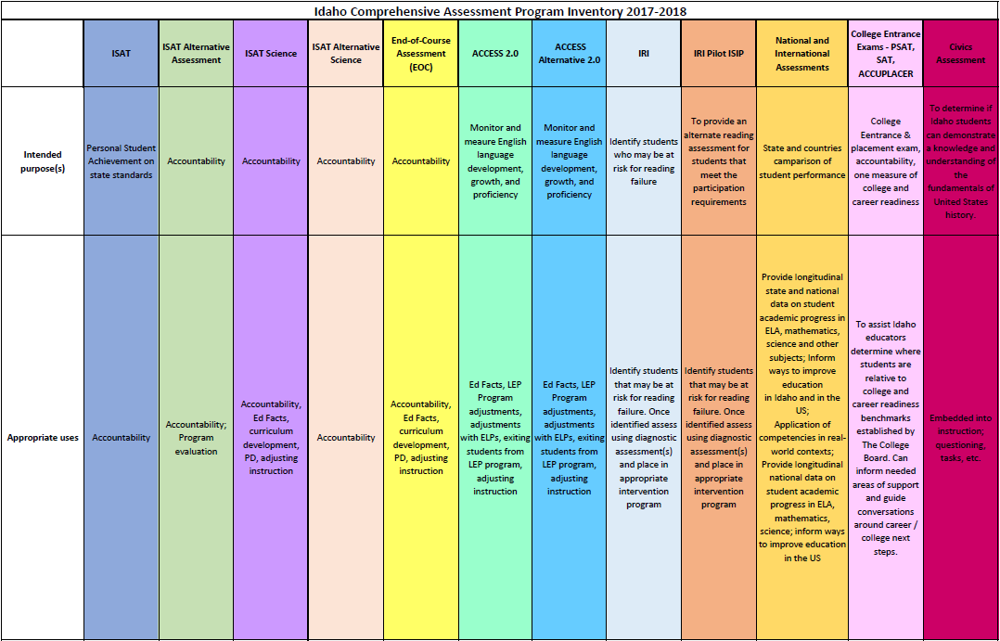 Idaho Comprehensive Assessment Program Inventory 2017-2018
ISAT
ISAT Alternative
Assessment
ISAT Science
ISAT Alternative
Science
End-of-Course
Assessment
(EOC)
ACCESS 2.0
ACCESS
Alternative 2.0
IRI
IRI Pilot ISIP
National and
International
Assessments
College Entrance
Exams - PSAT,
SAT,
ACCUPLACER
Civics
Assessment
Intended
purpose(s)
Personal Student
Achievement on
state standards
Accountability
Accountability
Accountability
Accountability
Monitor and
meaure English
language
development,
growth, and
proficiency
Monitor and
measure English
language
development,
growth, and
proficiency
Identify students
who may be at
risk for reading
failure
To provide an
alternate reading
assessment for
students that
meet the
participation
requirements
State and countries
comparison of
student performance
College
Eentrance &
placement exam,
accountability,
one measure of
college and
career readiness
To determine if
Idaho students
can demonstrate
a knowledge and
understanding of
the
fundamentals of
United States
history.
Appropriate uses
Accountability
Accountability;
Program
evaluation
Accountability,
Ed Facts,
curriculum
development,
PD, adjusting
instruction
Accountability
Accountability,
Ed Facts,
curriculum
development,
PD, adjusting
instruction
Ed Facts, LEP
Program
adjustments,
adjustments
with ELPs, exiting
students from
LEP program,
adjusting
instruction
Ed Facts, LEP
Program
adjustments,
adjustments
with ELPs, exiting
students from
LEP program,
adjusting
instruction
Identify students
that may be at
risk for reading
failure. Once
identified assess
using diagnostic
assessment(s)
and place in
appropriate
intervention
program
Identify students
that may be at
risk for reading
failure. Once
identified assess
using diagnostic
assessment(s)
and place in
appropriate
intervention
program
Provide longitudinal
state and national
data on student
academic progress in
ELA, mathematics,
science and other
subjects; Inform
ways to improve
education
in Idaho and in the
US;
Application of
competencies in real-
world contexts;
Provide longitudinal
national data on
student academic
progress in ELA,
mathematics,
science; inform ways
to improve education
in the US
To assist Idaho
educators
determine where
students are
relative to
college and
career readiness
benchmarks
established by
The College
Board. Can
inform needed
areas of support
and guide
conversations
around career /
college next
steps.
Embedded into
instruction;
questioning,
tasks, etc.